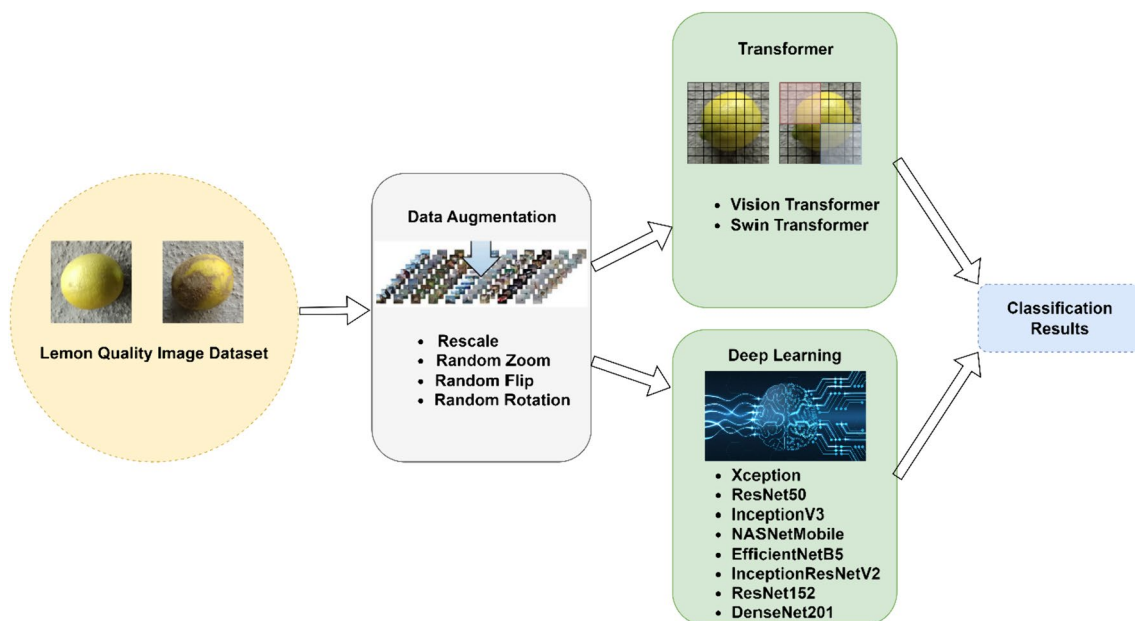 Lemon Quality Image Dataset
Data Augmentation
• Rescale
• Random Zoom
• Random Flip
• Random Rotation
Transformer
• Vision Transformer
• Swin Transformer
Deep Learning
• Xception
• ResNet50
• InceptionV3
• NASNetMobile
• EfficientNetB5
• InceptionResNetV2
• ResNet152
• DenseNet201
Classification
Results